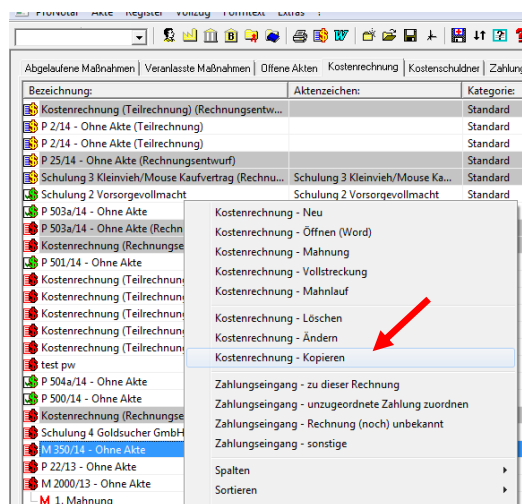 ProNotar Akte Register Vollzug Formtext Extras ?
Abgelaufene Maßnahmen Veranlasste Maßnahmen Offene Akten Kostenrechnung Kostenschuldner Zahlung
Bezeichnung: Aktenzeichen: Kategorie:
Kostenrechnung (Teilrechnung) (Rechnungsentw... Standard
P 2/14 - Ohne Akte (Teilrechnung) Standard
P 2/14 - Ohne Akte (Teilrechnung) Standard
P 25/14 - Ohne Akte (Rechnungsentwurf) Standard
Schulung 3 Kleinvieh/Mouse Kaufvertrag (Rechnu... Schulung 3 Kleinvieh/Mouse Ka... Standard
Schulung 2 Vorsorgevollmacht Schulung 2 Vorsorgevollmacht Standard
P 503a/14 - Ohne Akte
P 503a/14 - Ohne Akte (Rechn
Kostenrechnung (Rechnungse
P 501/14 - Ohne Akte
Kostenrechnung (Teilrechnung
Kostenrechnung (Teilrechnung
Kostenrechnung (Teilrechnung
Kostenrechnung (Teilrechnung
Kostenrechnung (Teilrechnung
test pw
P 504a/14 - Ohne Akte
P 500/14 - Ohne Akte
Kostenrechnung (Rechnungse
Schulung 4 Goldsucher GmbH
M 350/14 - Ohne Akte
P 22/13 - Ohne Akte
M 2000/13 - Ohne Akte
M 1. Mahnung
Kostenrechnung - Neu
Kostenrechnung - Öffnen (Word)
Kostenrechnung - Mahnung
Kostenrechnung - Vollstreckung
Kostenrechnung - Mahnlauf
Kostenrechnung - Löschen
Kostenrechnung - Ändern
Kostenrechnung - Kopieren
Zahlungseingang - zu dieser Rechnung
Zahlungseingang - unzugeordnete Zahlung zuordnen
Zahlungseingang - Rechnung (noch) unbekannt
Zahlungseingang - sonstige
Spalten
Sortieren